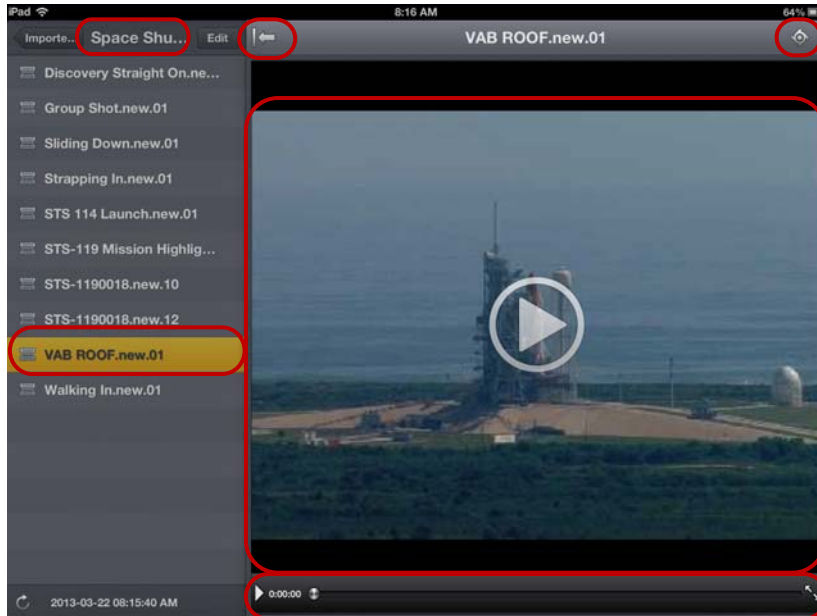 iPad 8:16 AM 64%
Importe... Space Shu... Edit VAB ROOF.new.01
Discovery Straight On.ne...
Group Shot.new.01
Sliding Down.new.01
Strapping In.new.01
STS 114 Launch.new.01
STS-119 Mission Highlig...
STS-1190018.new.10
STS-1190018.new.12
VAB ROOF.new.01
Walking In.new.01
2013-03-22 08:15:40 AM 0:00:00